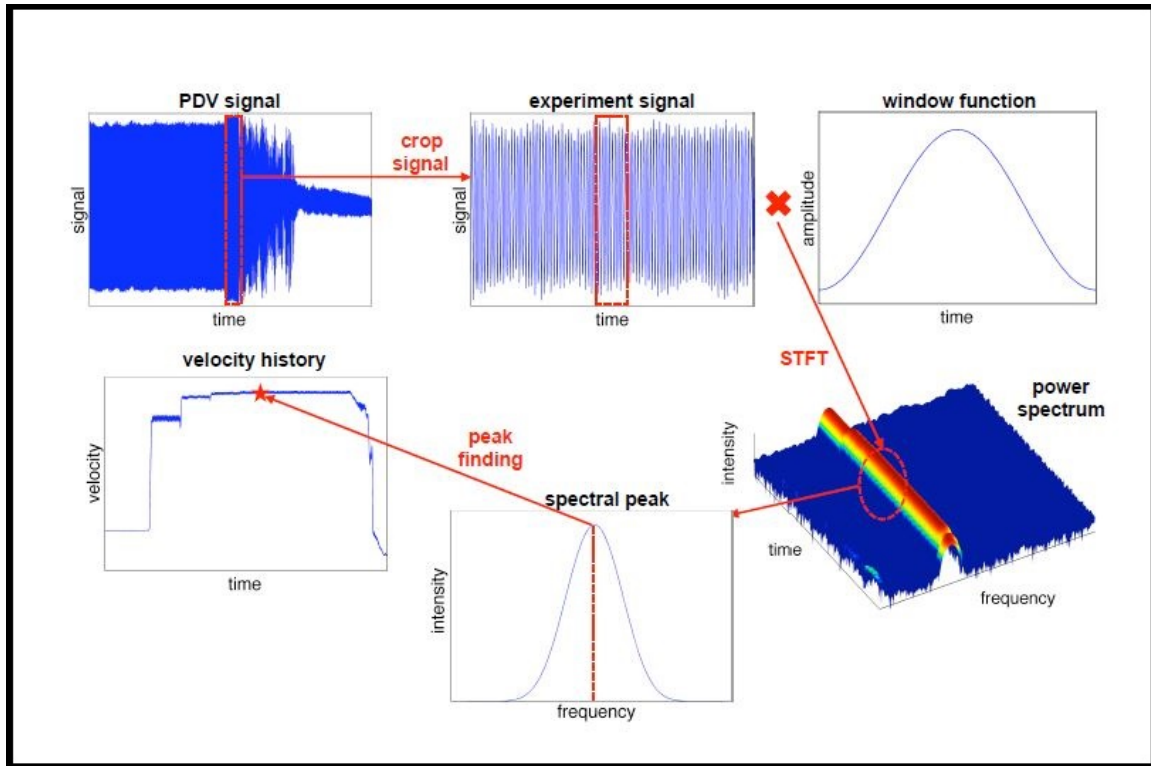 PDV signal
signal
time
crop
signal
experiment signal
signal
time
window function
amplitude
time
STFT
power
spectrum
intensity
time
frequency
spectral peak
intensity
frequency
peak
finding
velocity history
velocity
time